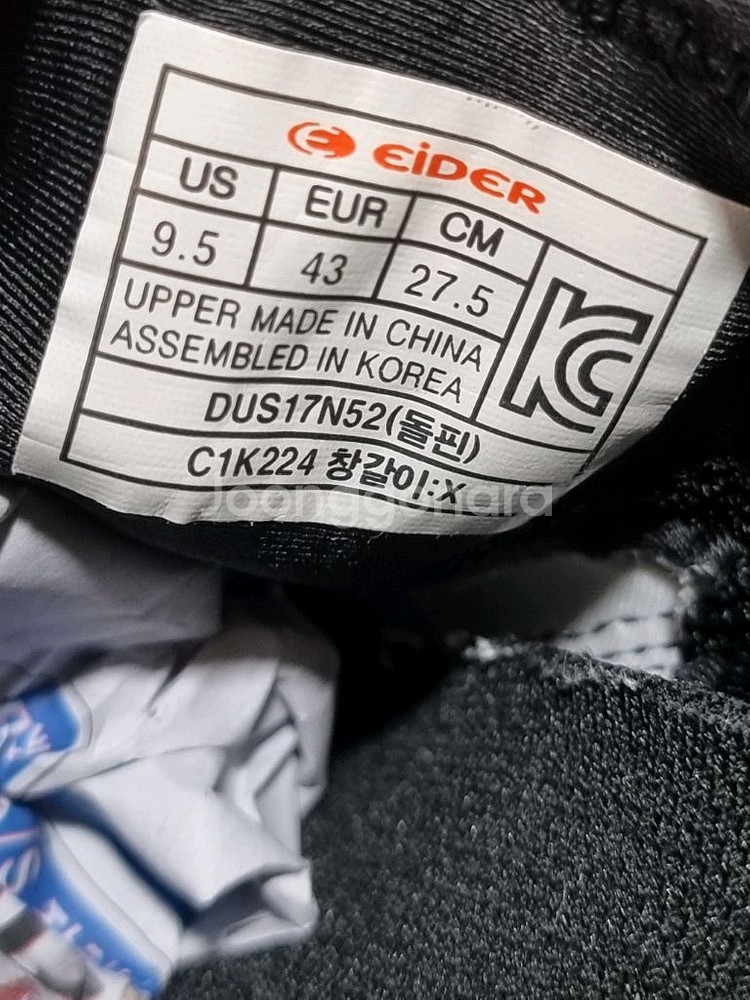 EiDER
US EUR CM
9.5 43 27.5
UPPER MADE IN CHINA
ASSEMBLED IN KOREA
DUS17N52(돌핀)
C1K224 창갈이:X
Joonggonara